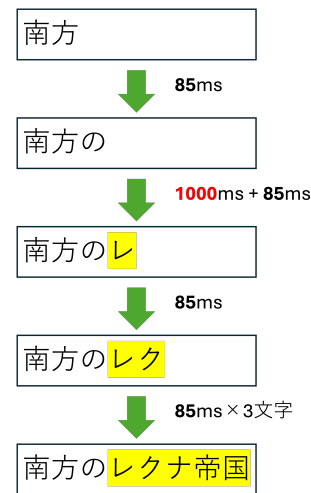 南方
85ms
南方の
1000ms + 85ms
南方のレ
85ms
南方のレク
85ms×3文字
南方のレクナ帝国